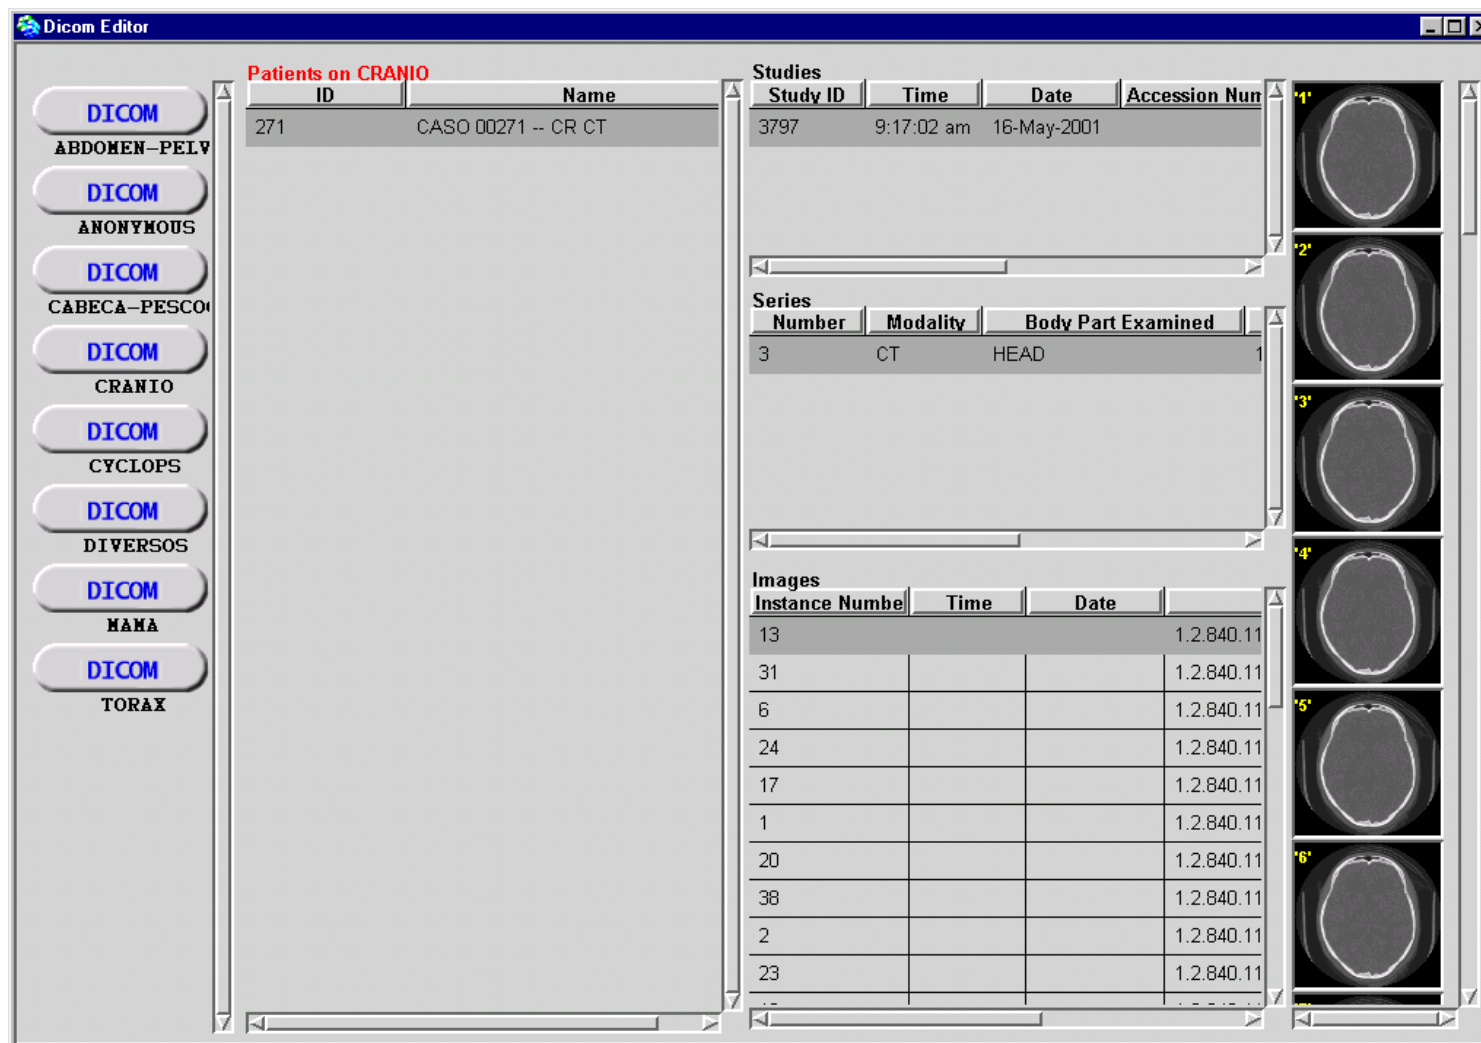 Dicom Editor
DICOM
ABDOMEN-PELV
DICOM
ANONYMOUS
DICOM
CABECA-PESCO
DICOM
CRANIO
DICOM
CYCLOPS
DICOM
DIVERSOS
DICOM
MAMA
DICOM
TORAX
Patients on CRANIO
ID Name
271 CASO 00271 -- CR CT
Studies
Study ID Time Date Accession Num
3797 9:17:02 am 16-May-2001
Series
Number Modality Body Part Examined
3 CT HEAD 1
Images
Instance Numbe Time Date
13 1.2.840.11
31 1.2.840.11
6 1.2.840.11
24 1.2.840.11
17 1.2.840.11
1 1.2.840.11
20 1.2.840.11
38 1.2.840.11
2 1.2.840.11
23 1.2.840.11
'1'
'2'
'3'
'4'
'5'
'6'